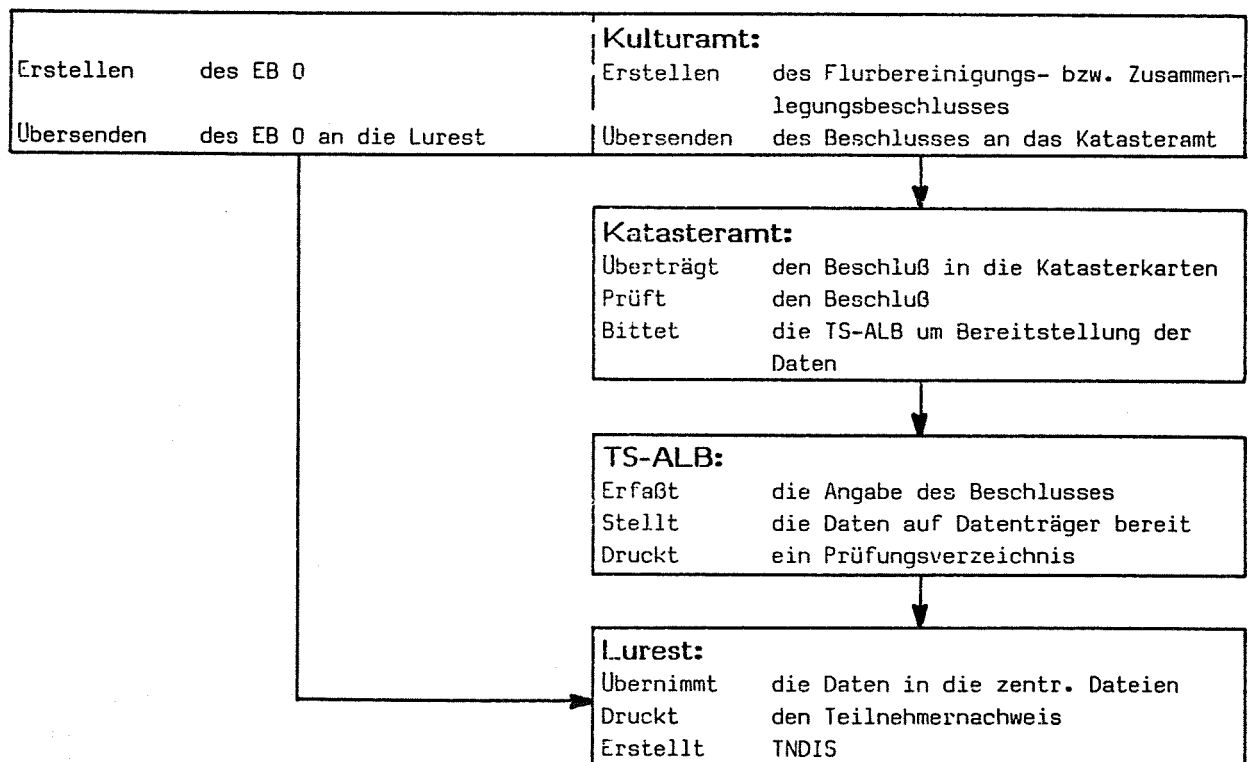 Kulturamt:
Erstellen des EB 0
Übersenden des EB 0 an die Lurest
Erstellen des Flurbereinigungs- bzw. Zusammen-
legungsbeschlusses
Übersenden des Beschlusses an das Katasteramt
Katasteramt:
Überträgt den Beschluß in die Katasterkarten
Prüft den Beschluß
Bittet die TS-ALB um Bereitstellung der
Daten
TS-ALB:
Erfaßt die Angabe des Beschlusses
Stellt die Daten auf Datenträger bereit
Druckt ein Prüfungsverzeichnis
Lurest:
Übernimmt die Daten in die zentr. Dateien
Druckt den Teilnehmernachweis
Erstellt TNDIS